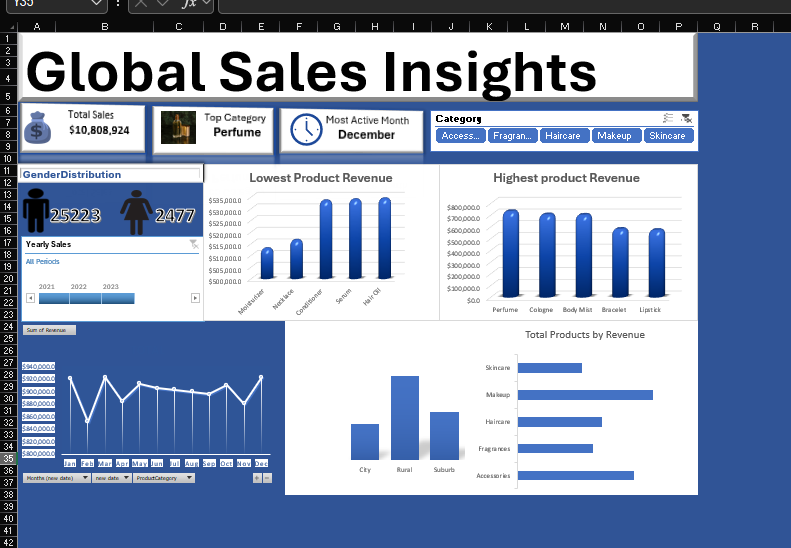 Y35
fx
A B C D E F G H I J K L M N O P Q R
1
2
3
4
5
6
7
8
9
10
11
12
13
14
15
16
17
18
19
20
21
22
23
24
25
26
27
28
29
30
31
32
33
34
35
36
37
38
39
40
41
42
Global Sales Insights
Total Sales
$10,808,924
Top Category
Perfume
Most Active Month
December
Category
Access... Fragran... Haircare Makeup Skincare
GenderDistribution
25223 2477
Yearly Sales
All Periods
2021 2022 2023
Lowest Product Revenue
$535,000.0
$530,000.0
$525,000.0
$520,000.0
$515,000.0
$510,000.0
$505,000.0
$500,000.0
Moisturizer Necklace Conditioner Serum Hair Oil
Highest product Revenue
$800,000.0
$700,000.0
$600,000.0
$500,000.0
$400,000.0
$300,000.0
$200,000.0
$100,000.0
$0.0
Perfume Cologne Body Mist Bracelet Lipstick
Sum of Revenue
$940,000.0
$920,000.0
$900,000.0
$880,000.0
$860,000.0
$840,000.0
$820,000.0
$800,000.0
Jan Feb Mar Apr May Jun Jul Aug Sep Oct Nov Dec
Months (new date) new date ProductCategory + −
City Rural Suburb
Total Products by Revenue
Skincare
Makeup
Haircare
Fragrances
Accessories